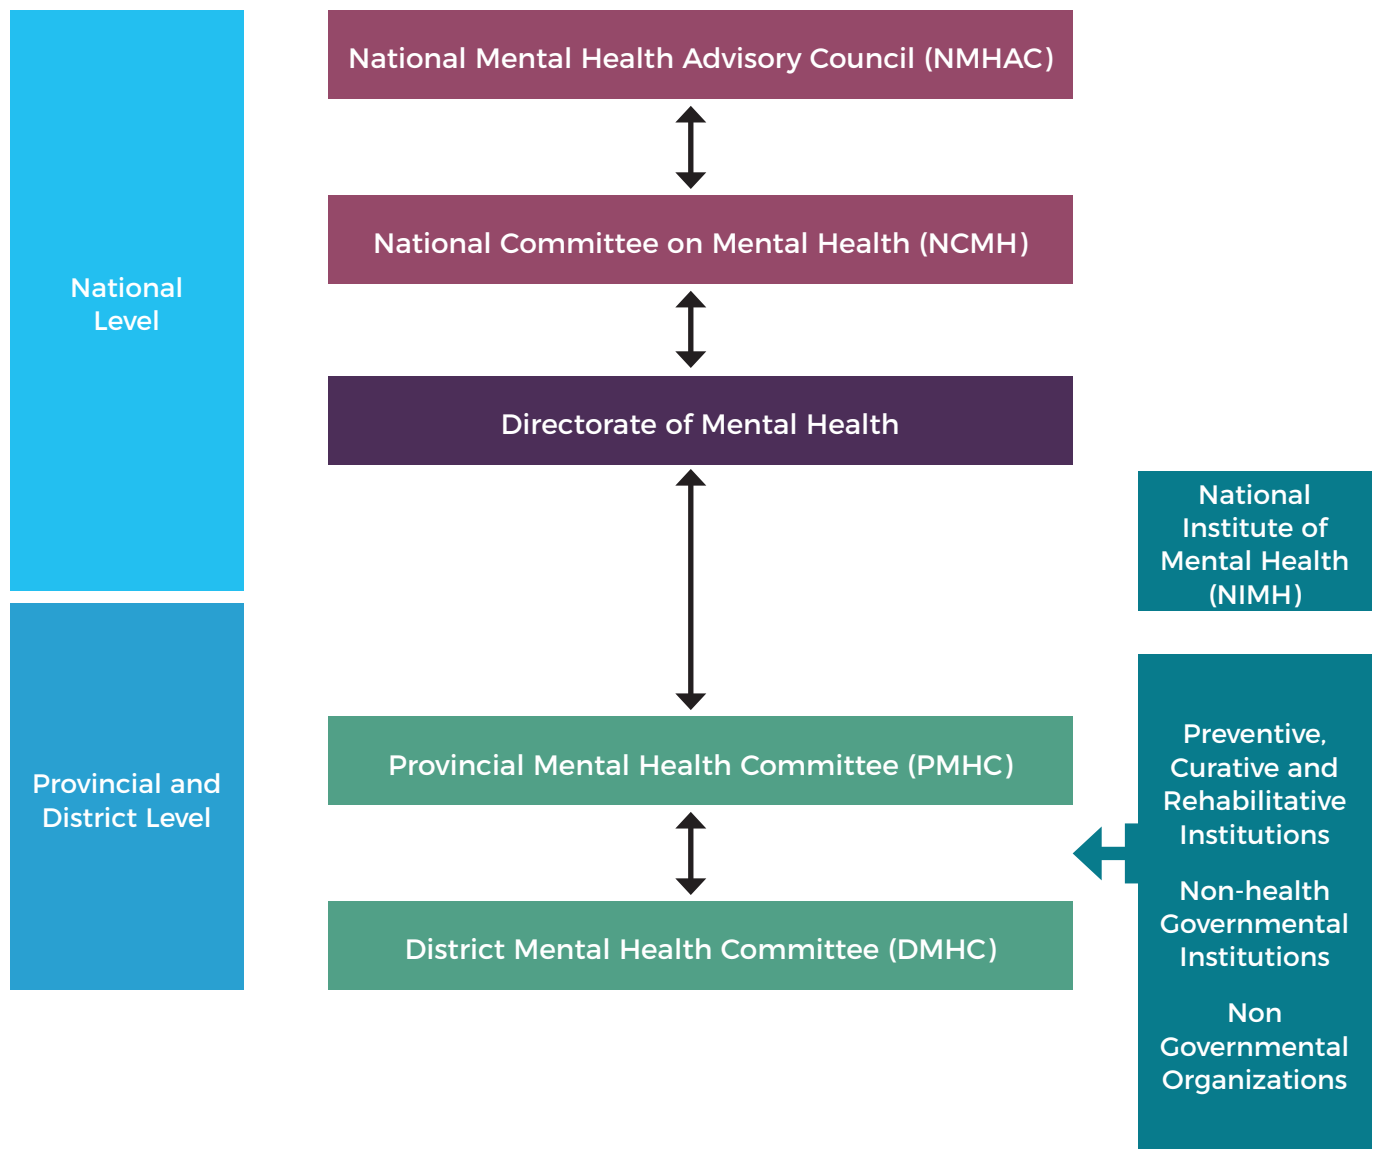 National Mental Health Advisory Council (NMHAC)
National Committee on Mental Health (NCMH)
National
Level
Directorate of Mental Health
National
Institute of
Mental Health
(NIMH)
Provincial and
District Level
Provincial Mental Health Committee (PMHC)
District Mental Health Committee (DMHC)
Preventive,
Curative and
Rehabilitative
Institutions
Non-health
Governmental
Institutions
Non
Governmental
Organizations